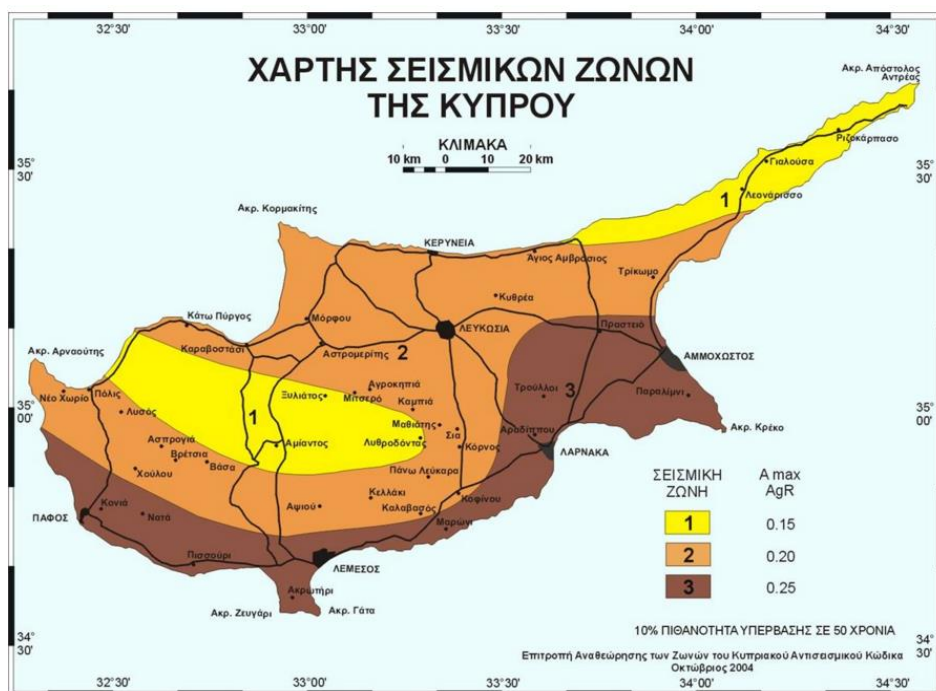 32°50' 33°00' 33°30' 34°00' 34°50'
ΧΑΡΤΗΣ ΣΕΙΣΜΙΚΩΝ ΖΩΝΩΝ
ΤΗΣ ΚΥΠΡΟΥ
ΚΛΙΜΑΚΑ
10 km 0 10 20 km
Ακρ. Απόστολος
Αντρέας
Ριζοκάρπασο
Γιαλούσα
Λεονάρισσο
1
35°
30'
35°
30'
Ακρ. Κορμακίτης
ΚΕΡΥΝΕΙΑ
Άγιος Αμβρόσιος
Τρίκωμο
Κυθρέα
Κάτω Πύργος
Μόρφου
ΛΕΥΚΩΣΙΑ
Πραστειό
Καραβοστάσι
Αστρομερίτης
2
ΑΜΜΟΧΩΣΤΟΣ
Ακρ. Αρναούτης
Νέο Χωρίο
Πόλις
Αγροκηπιά
Μιτσερό
Ξυλιάτος
Τρούλλοι
3
Παραλίμνι
35°
00'
35°
00'
Λυσός
1
Καμπιά
Μαθιάτης
Σια
Αραδίππου
Ακρ. Κρέκο
Αμίαντος
Λυθροδόντας
Κόρνος
ΛΑΡΝΑΚΑ
Ασπρογιά
Βρέτσια
Βάσα
Χούλου
Πάνω Λεύκαρα
Κελλάκι
Κοφίνου
Αψιού
Καλαβασός
Μαρώνι
Κονιά
Νατά
ΠΑΦΟΣ
Πισσούρι
ΛΕΜΕΣΟΣ
Ακρωτήρι
Ακρ. Ζευγάρι
Ακρ. Γάτα
ΣΕΙΣΜΙΚΗ
ΖΩΝΗ
A max
AgR
1 0.15
2 0.20
3 0.25
34°
30'
34°
30'
10% ΠΙΘΑΝΟΤΗΤΑ ΥΠΕΡΒΑΣΗΣ ΣΕ 50 ΧΡΟΝΙΑ
Επιτροπή Αναθεώρησης των Ζωνών του Κυπριακού Αντισεισμικού Κώδικα
Οκτώβριος 2004
32°50' 33°00' 33°30' 34°00' 34°50'